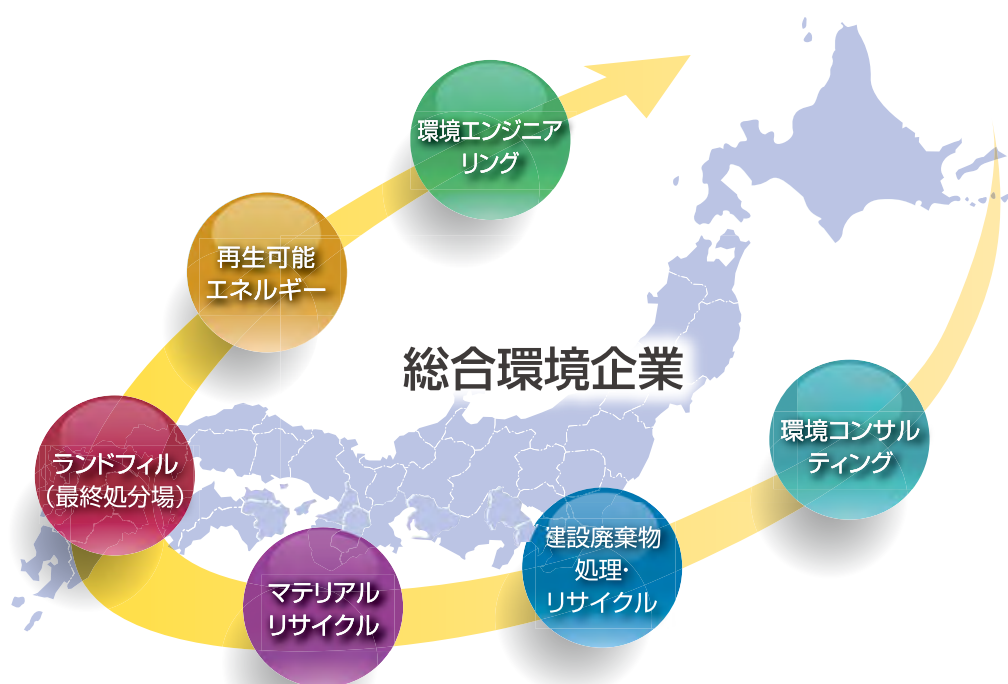 環境エンジニア
リング
再生可能
エネルギー
総合環境企業
環境コンサル
ティング
ランドフィル
（最終処分場）
建設廃棄物
処理・
リサイクル
マテリアル
リサイクル